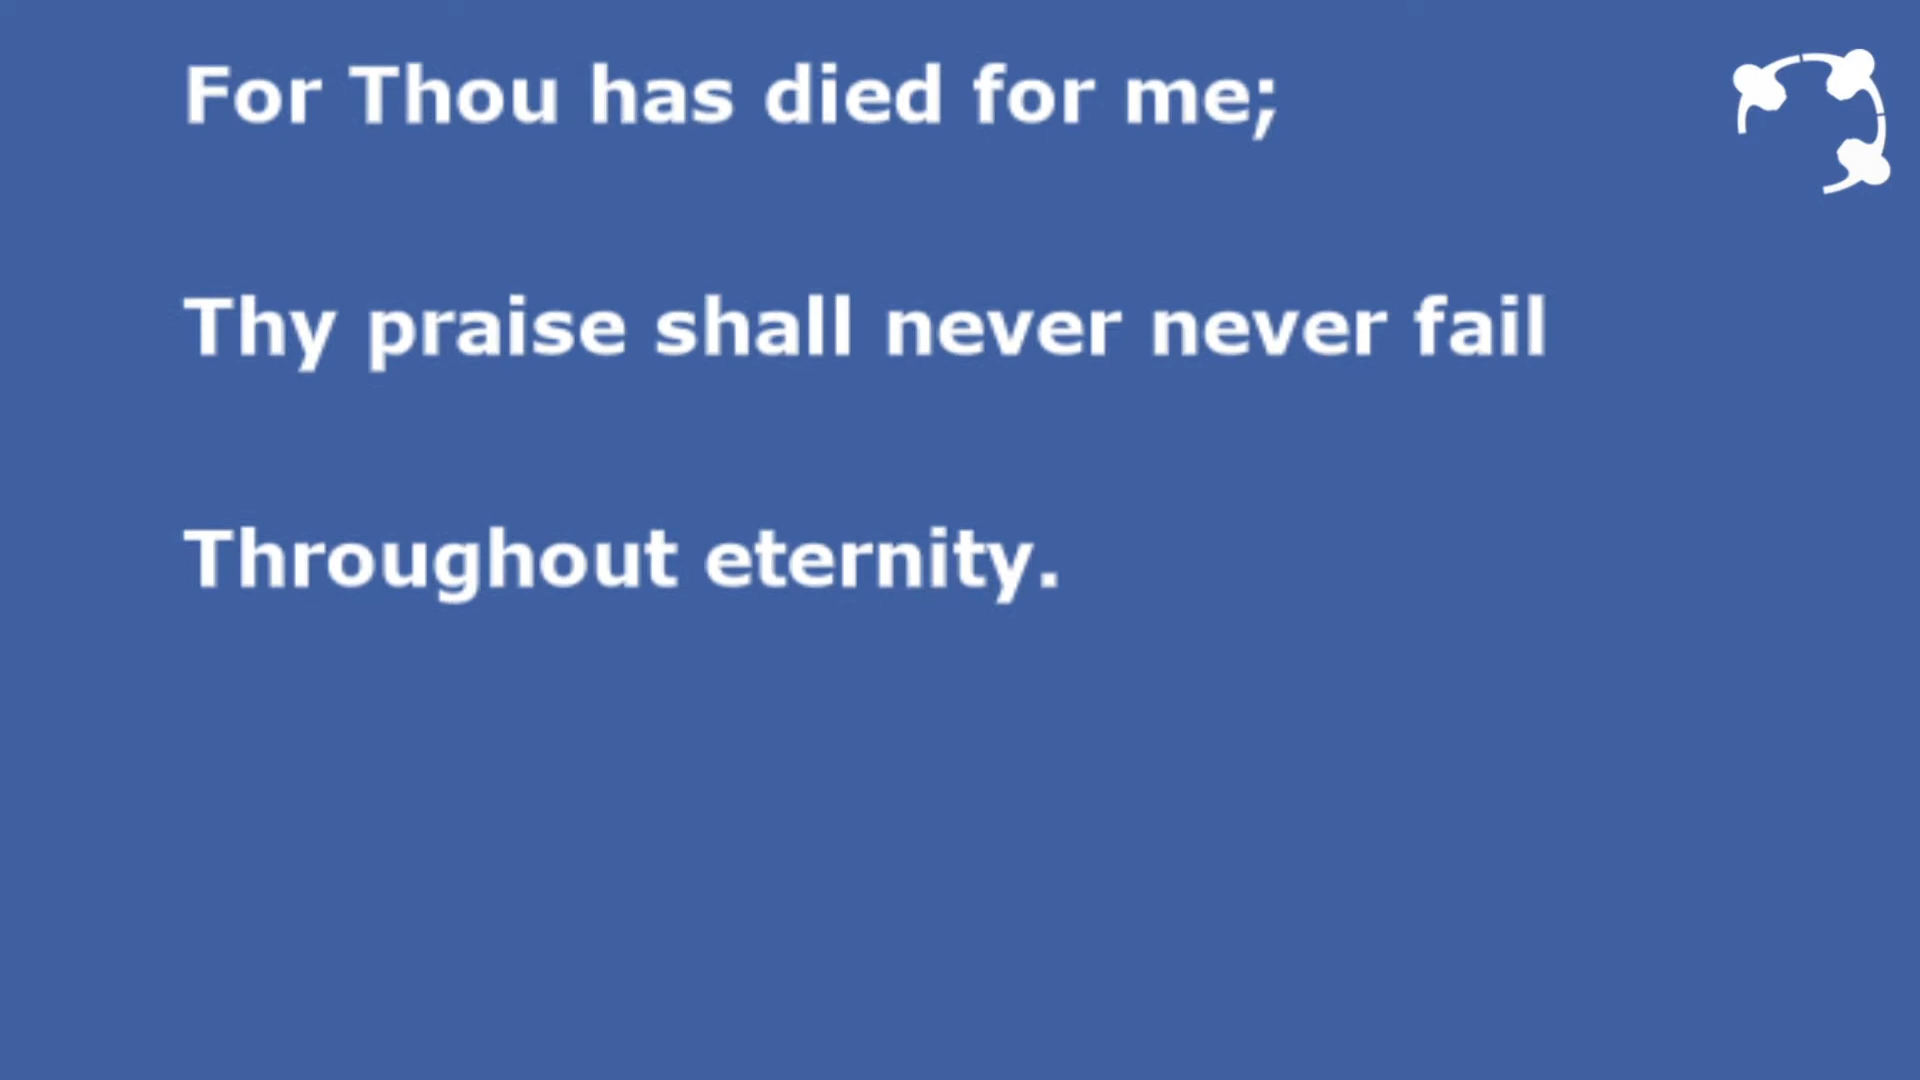 For Thou has died for me;
Thy praise shall never never fail
Throughout eternity.